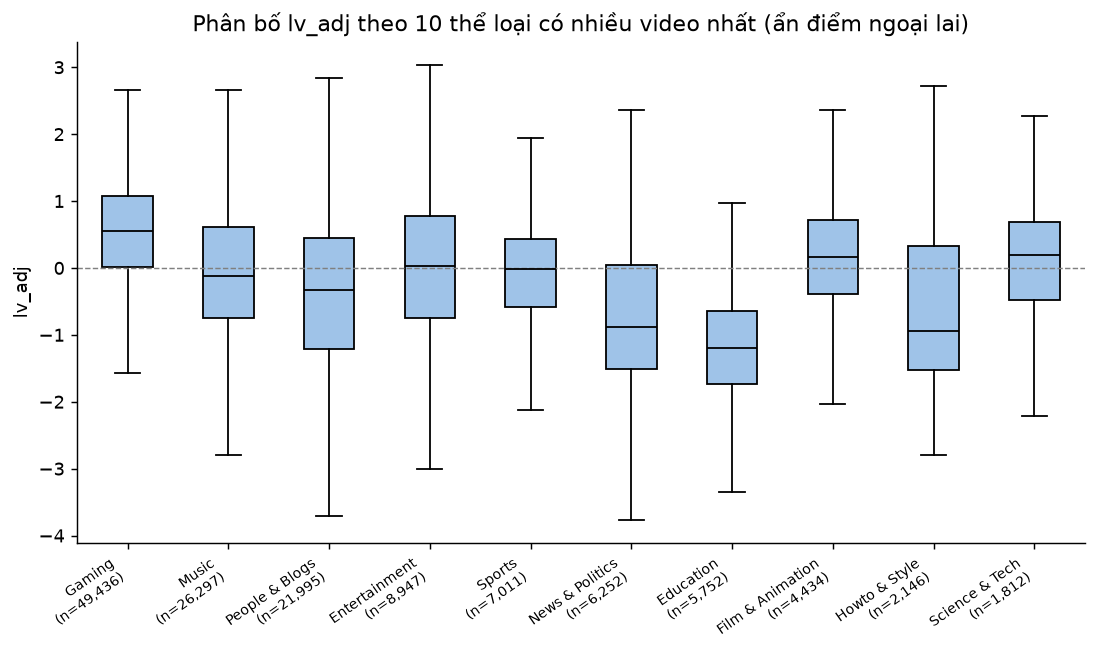 Phân bố lv_adj theo 10 thể loại có nhiều video nhất (ẩn điểm ngoại lai)
lv_adj
3
2
1
0
−1
−2
−3
−4
Gaming
(n=49,436)
Music
(n=26,297)
People & Blogs
(n=21,995)
Entertainment
(n=8,947)
Sports
(n=7,011)
News & Politics
(n=6,252)
Education
(n=5,752)
Film & Animation
(n=4,434)
Howto & Style
(n=2,146)
Science & Tech
(n=1,812)